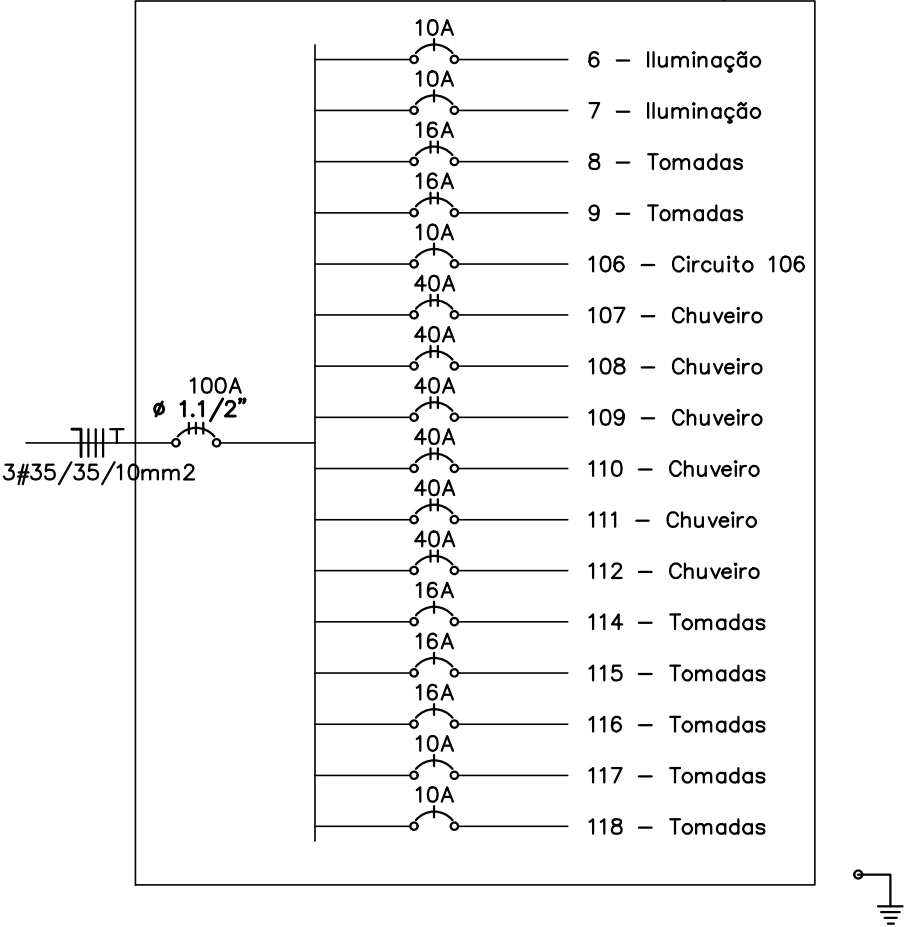 10A
6 – Iluminação
10A
7 – Iluminação
16A
8 – Tomadas
16A
9 – Tomadas
10A
106 – Circuito 106
40A
107 – Chuveiro
40A
108 – Chuveiro
40A
109 – Chuveiro
100A
ø 1.1/2”
3#35/35/10mm2
40A
110 – Chuveiro
40A
111 – Chuveiro
40A
112 – Chuveiro
16A
114 – Tomadas
16A
115 – Tomadas
16A
116 – Tomadas
10A
117 – Tomadas
10A
118 – Tomadas